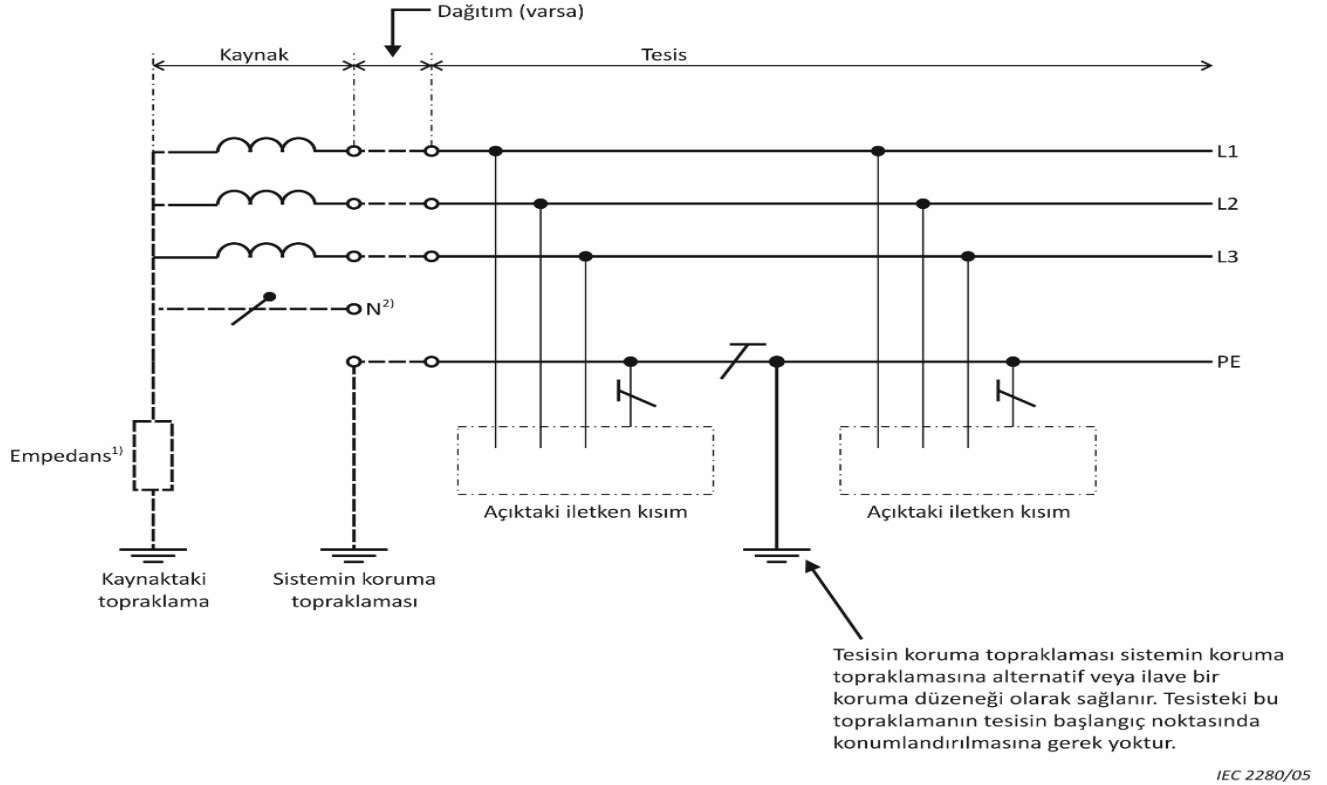 Dağıtım (varsa)
Kaynak
Tesis
L1
L2
L3
N2)
PE
Empedans1)
Açıktaki iletken kısım
Açıktaki iletken kısım
Kaynaktaki
topraklama
Sistemin koruma
topraklaması
Tesisin koruma topraklaması sistemin koruma
topraklamasına alternatif veya ilave bir
koruma düzeneği olarak sağlanır. Tesisteki bu
topraklamanın tesisin başlangıç noktasında
konumlandırılmasına gerek yoktur.
IEC 2280/05